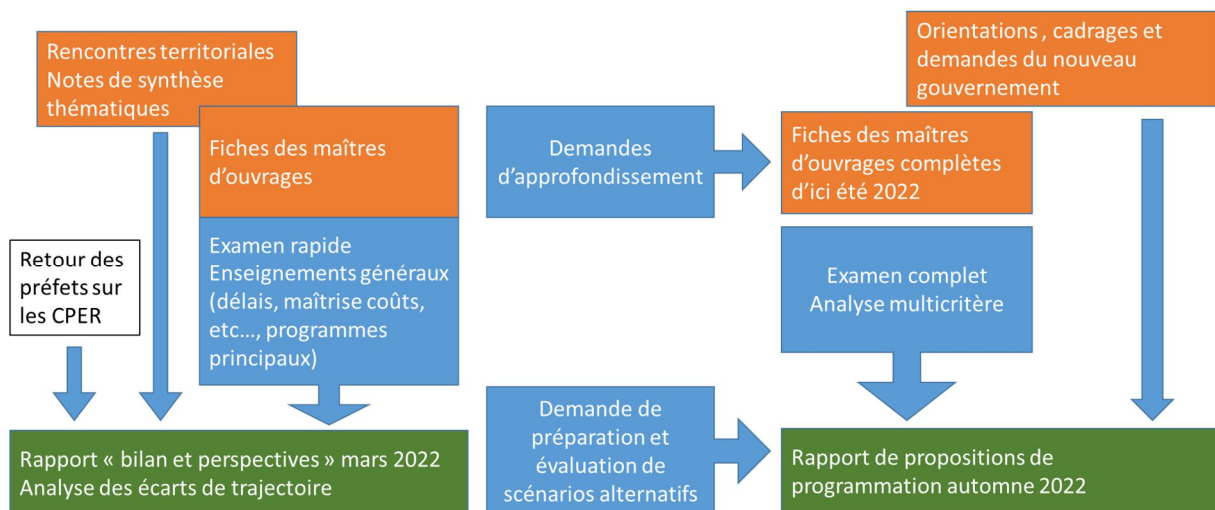 Rencontres territoriales
Notes de synthèse
thématiques
Fiches des maîtres
d'ouvrages
Retour des
préfets sur
les CPER
Examen rapide
Enseignements généraux
(délais, maîtrise coûts,
etc..., programmes
principaux)
Rapport « bilan et perspectives » mars 2022
Analyse des écarts de trajectoire
Demandes
d'approfondissement
Demande de
préparation et
évaluation de
scénarios alternatifs
Orientations , cadrages et
demandes du nouveau
gouvernement
Fiches des maîtres
d'ouvrages complètes
d'ici été 2022
Examen complet
Analyse multicritère
Rapport de propositions de
programmation automne 2022